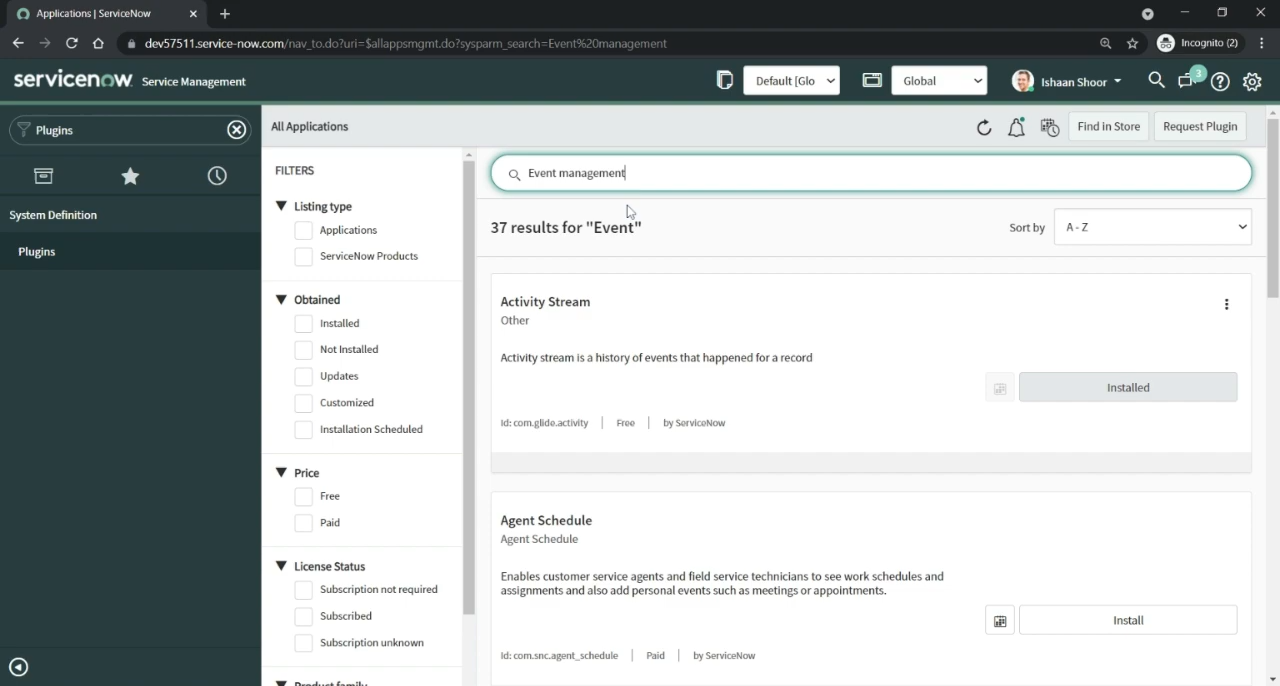 Applications | ServiceNow
dev57511.service-now.com/nav_to.do?uri=$allappsmgmt.do?sysparm_search=Event%20management
Incognito (2)
servicenow Service Management
Default [Glo
Global
Ishaan Shoor
3
Plugins
System Definition
Plugins
All Applications
Find in Store
Request Plugin
FILTERS
Listing type
Applications
ServiceNow Products
Obtained
Installed
Not Installed
Updates
Customized
Installation Scheduled
Price
Free
Paid
License Status
Subscription not required
Subscribed
Subscription unknown
Product family
Event management
37 results for "Event"
Sort by
A - Z
Activity Stream
Other
Activity stream is a history of events that happened for a record
Installed
Id: com.glide.activity | Free | by ServiceNow
Agent Schedule
Agent Schedule
Enables customer service agents and field service technicians to see work schedules and
assignments and also add personal events such as meetings or appointments.
Install
Id: com.snc.agent_schedule | Paid | by ServiceNow